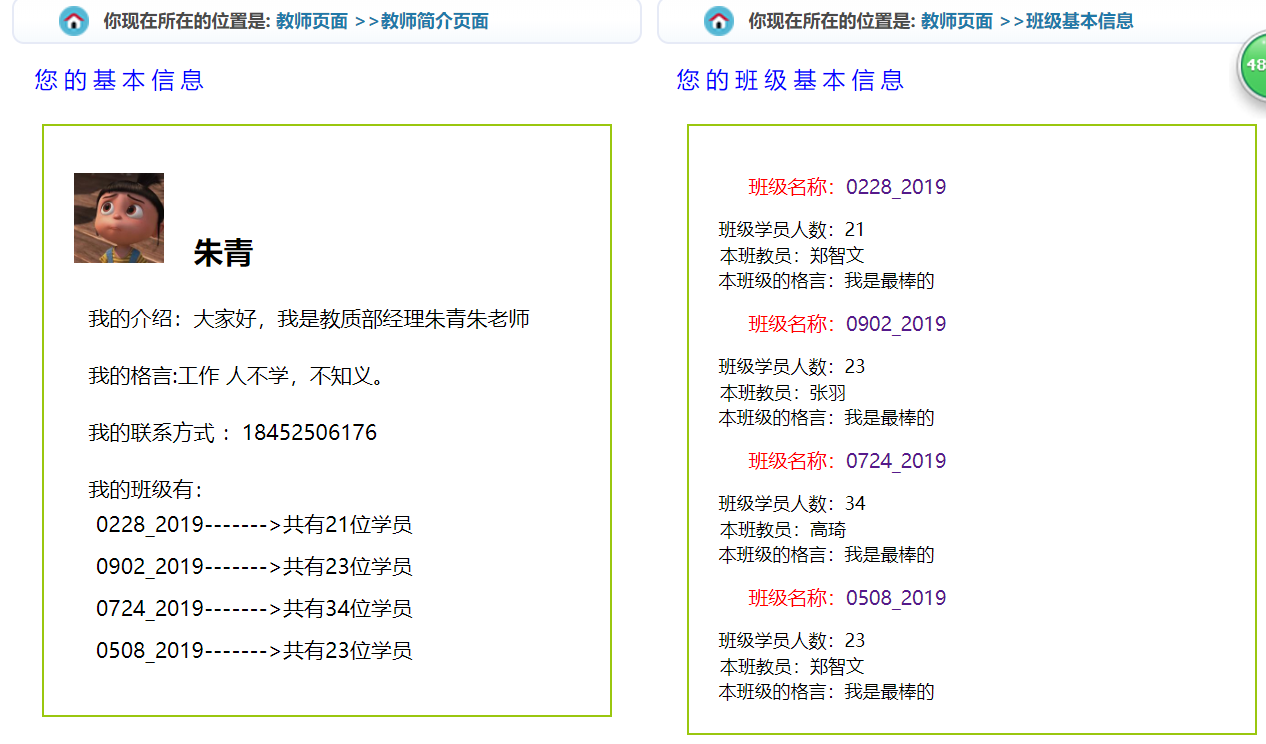 你现在所在的位置是: 教师页面 >>教师简介页面
您的基本信息
朱青
我的介绍：大家好，我是教质部经理朱青朱老师
我的格言:工作 人不学，不知义。
我的联系方式 ：18452506176
我的班级有：
0228_2019------->共有21位学员
0902_2019------->共有23位学员
0724_2019------->共有34位学员
0508_2019------->共有23位学员
你现在所在的位置是: 教师页面 >>班级基本信息
48
您的班级基本信息
班级名称：0228_2019
班级学员人数：21
本班教员：郑智文
本班级的格言：我是最棒的
班级名称：0902_2019
班级学员人数：23
本班教员：张羽
本班级的格言：我是最棒的
班级名称：0724_2019
班级学员人数：34
本班教员：高琦
本班级的格言：我是最棒的
班级名称：0508_2019
班级学员人数：23
本班教员：郑智文
本班级的格言：我是最棒的